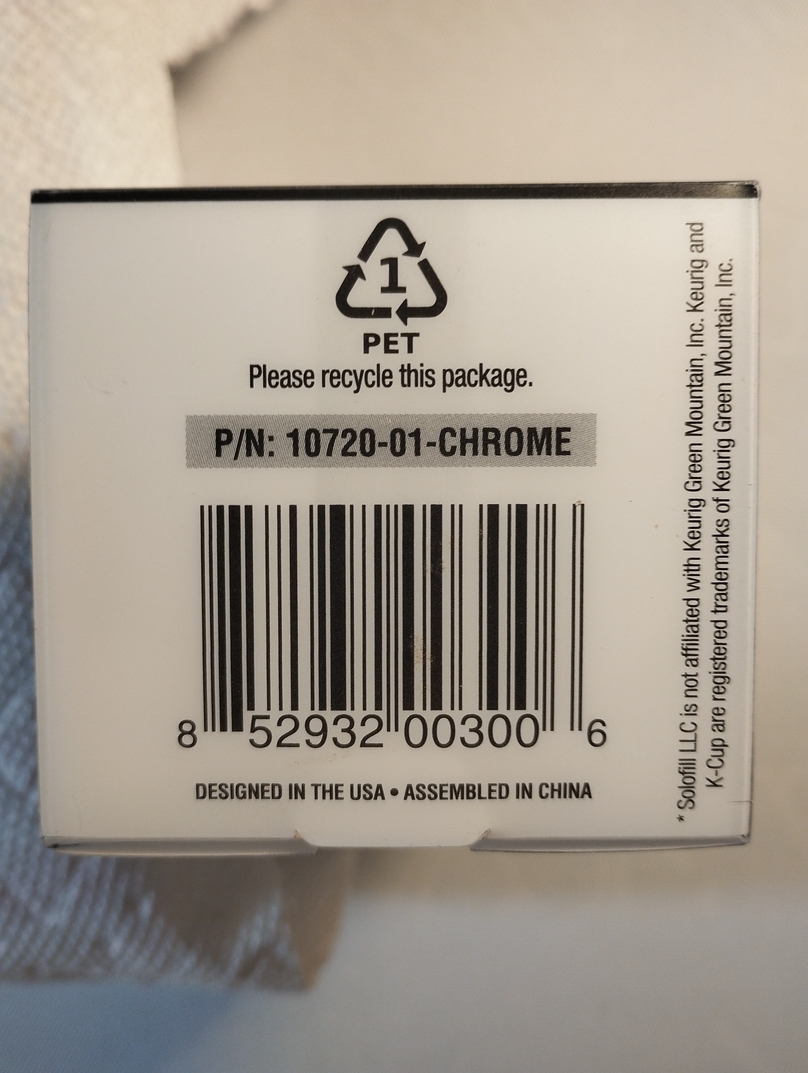 1
PET
Please recycle this package.
P/N: 10720-01-CHROME
8 52932 00300 6
DESIGNED IN THE USA • ASSEMBLED IN CHINA
* Solofill LLC is not affiliated with Keurig Green Mountain, Inc. Keurig and
K-Cup are registered trademarks of Keurig Green Mountain, Inc.